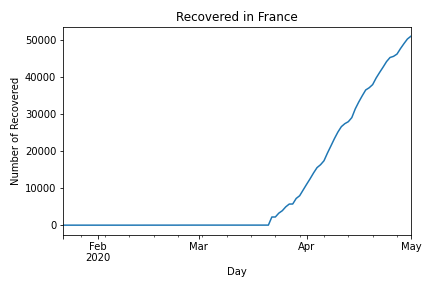 Recovered in France
Number of Recovered
50000
40000
30000
20000
10000
0
Feb
2020
Mar
Apr
May
Day